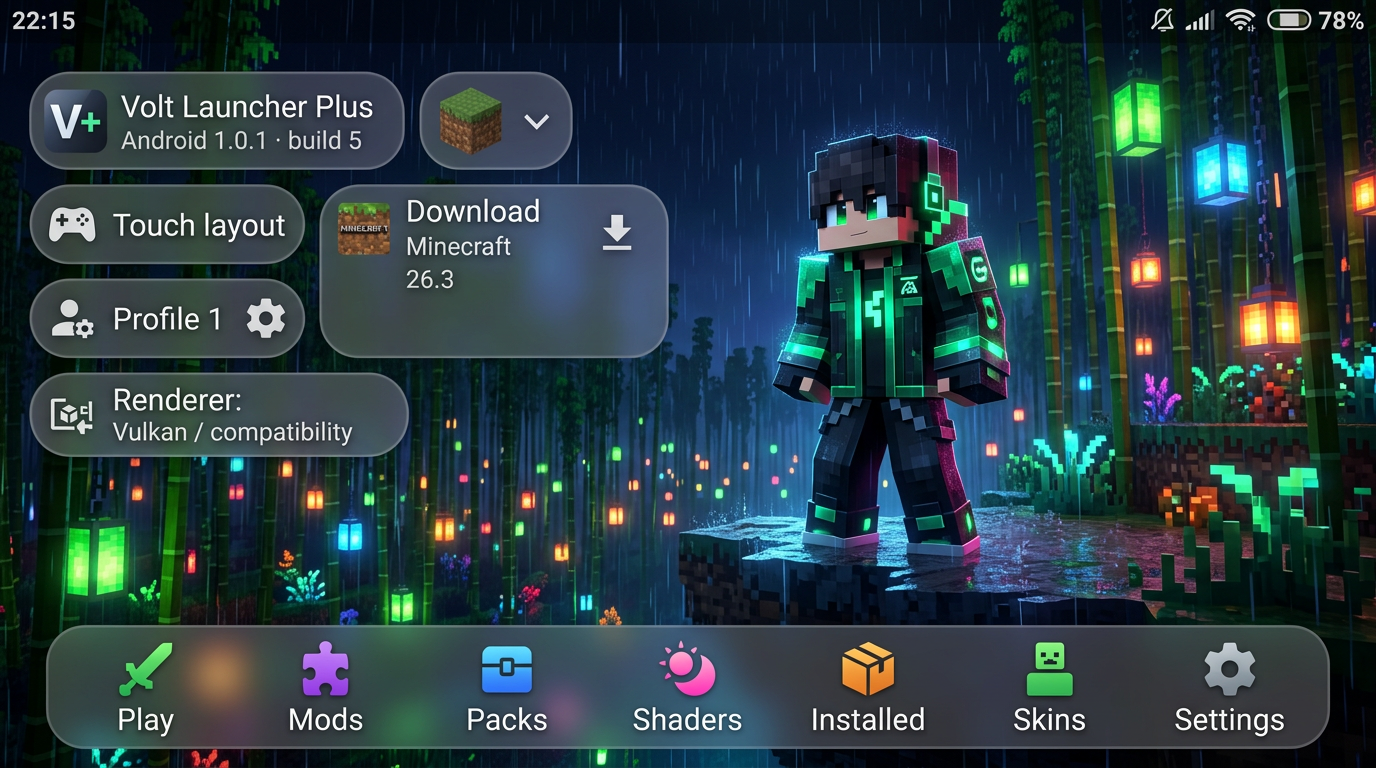 22:15
78%
V+
Volt Launcher Plus
Android 1.0.1 · build 5
Touch layout
MINECRAFT
Download
Minecraft
26.3
Profile 1
Renderer:
Vulkan / compatibility
Play
Mods
Packs
Shaders
Installed
Skins
Settings